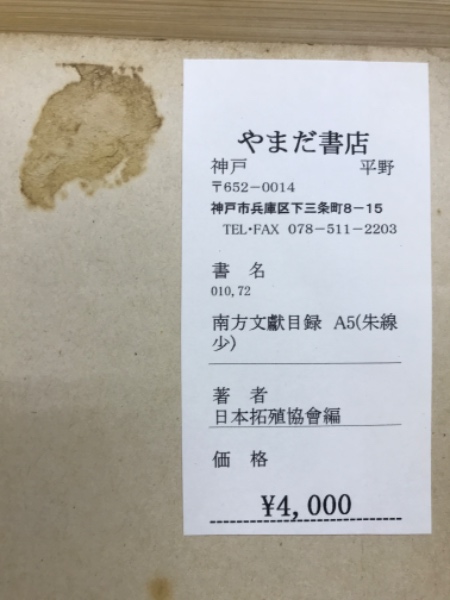 やまだ書店
神戸 平野
〒652-0014
神戸市兵庫区下三条町8-15
TEL・FAX 078-511-2203
書 名
010,72
南方文獻目録 A5(朱線
少)
著 者
日本拓殖協會編
価 格
¥4,000